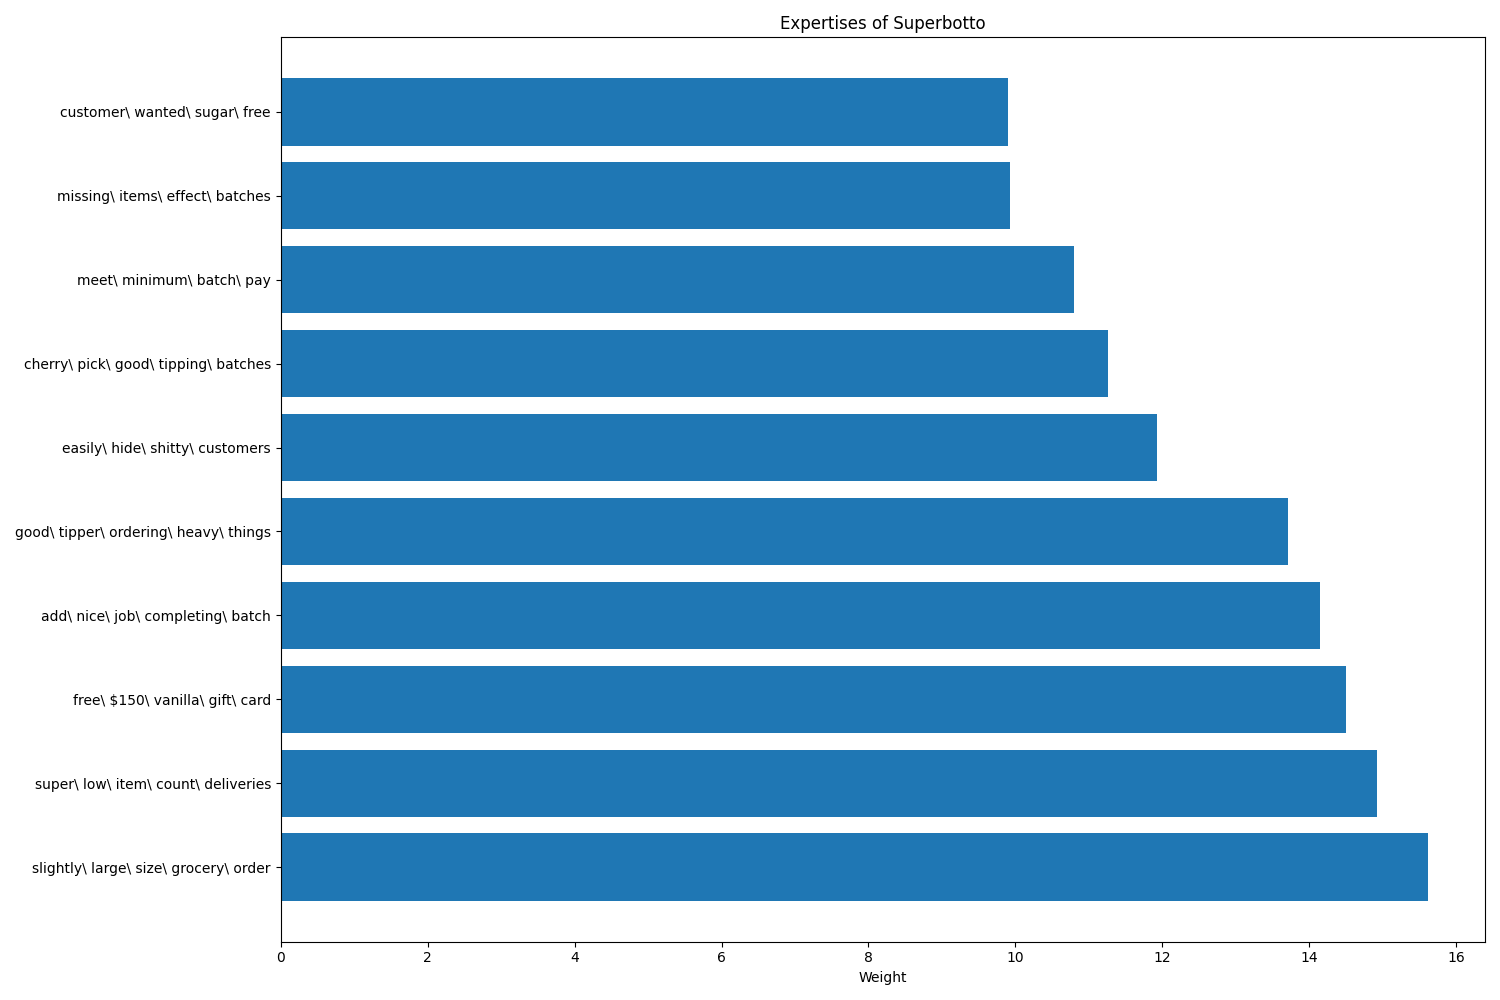 Expertises of Superbotto
customer\ wanted\ sugar\ free
missing\ items\ effect\ batches
meet\ minimum\ batch\ pay
cherry\ pick\ good\ tipping\ batches
easily\ hide\ shitty\ customers
good\ tipper\ ordering\ heavy\ things
add\ nice\ job\ completing\ batch
free\ $150\ vanilla\ gift\ card
super\ low\ item\ count\ deliveries
slightly\ large\ size\ grocery\ order
0 2 4 6 8 10 12 14 16
Weight